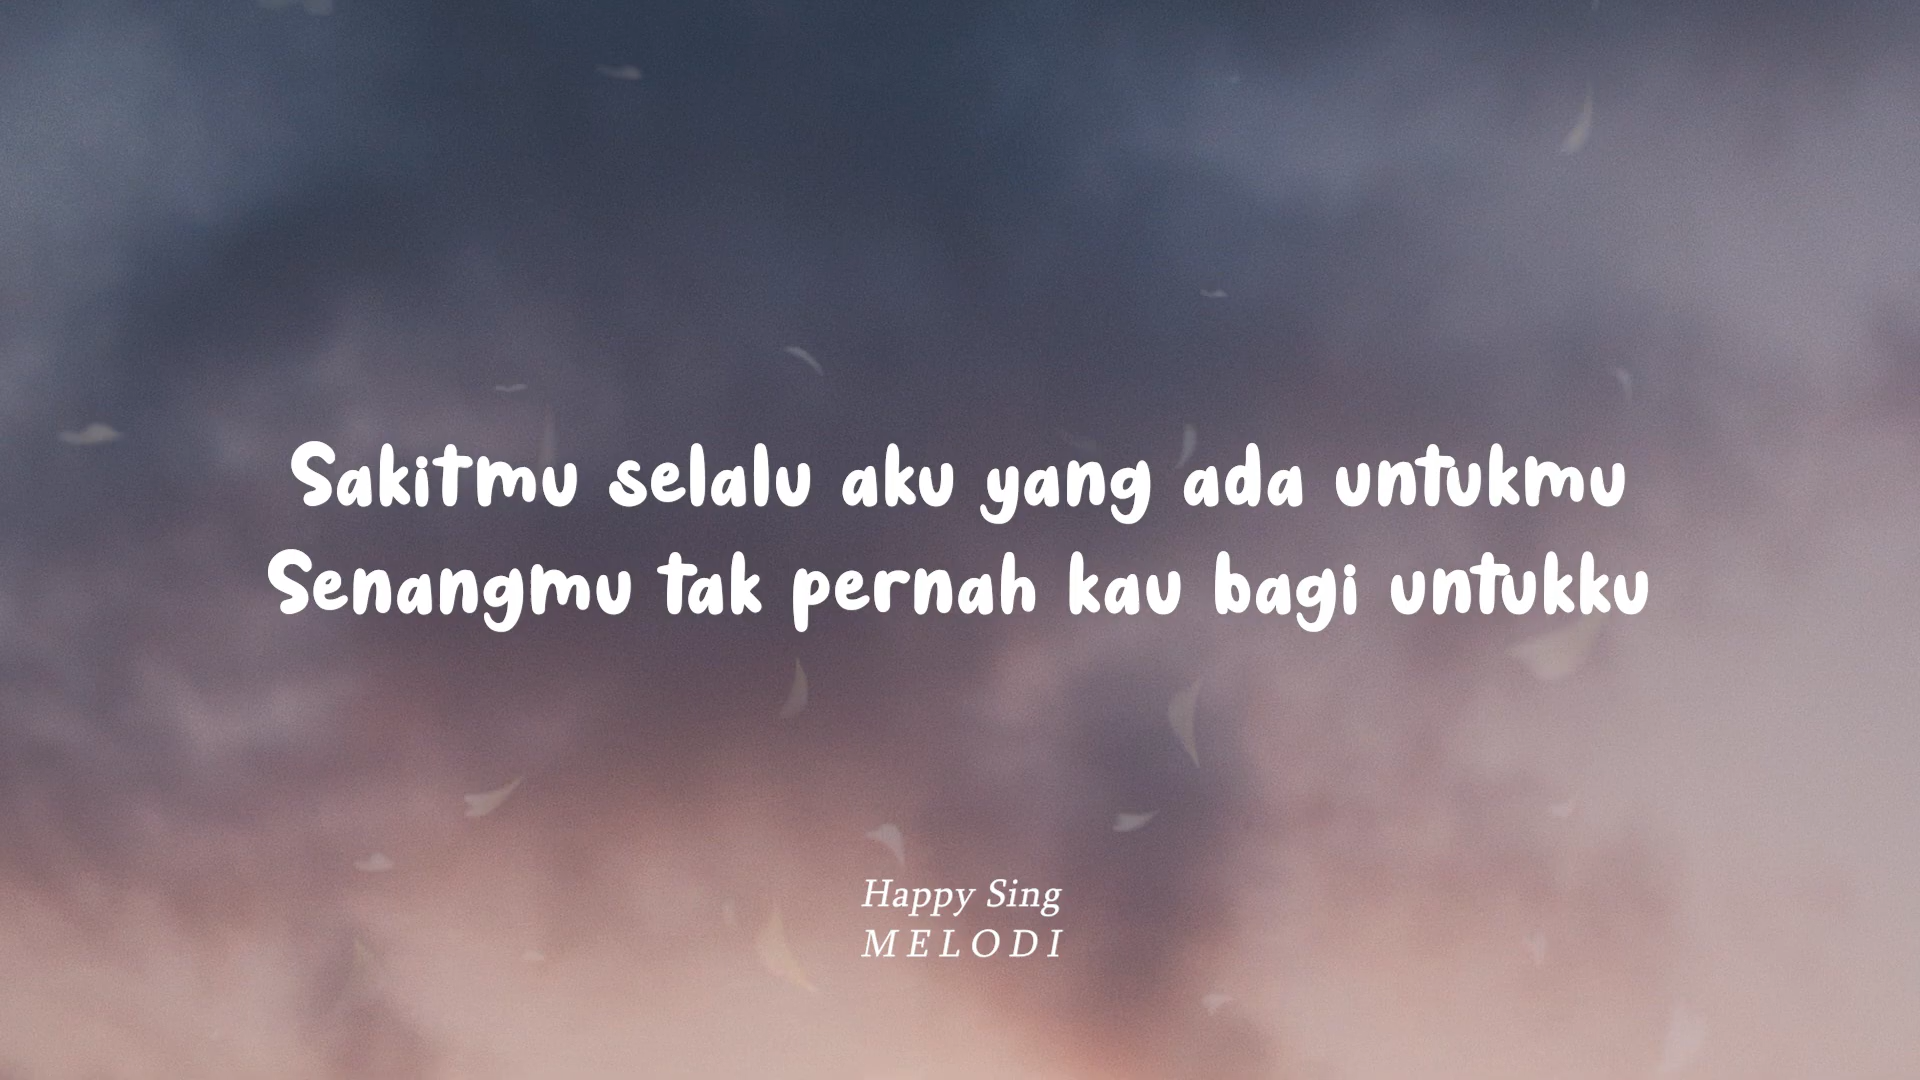 Sakitmu selalu aku yang ada untukmu
Senangmu tak pernah kau bagi untukku
Happy Sing
MELODI